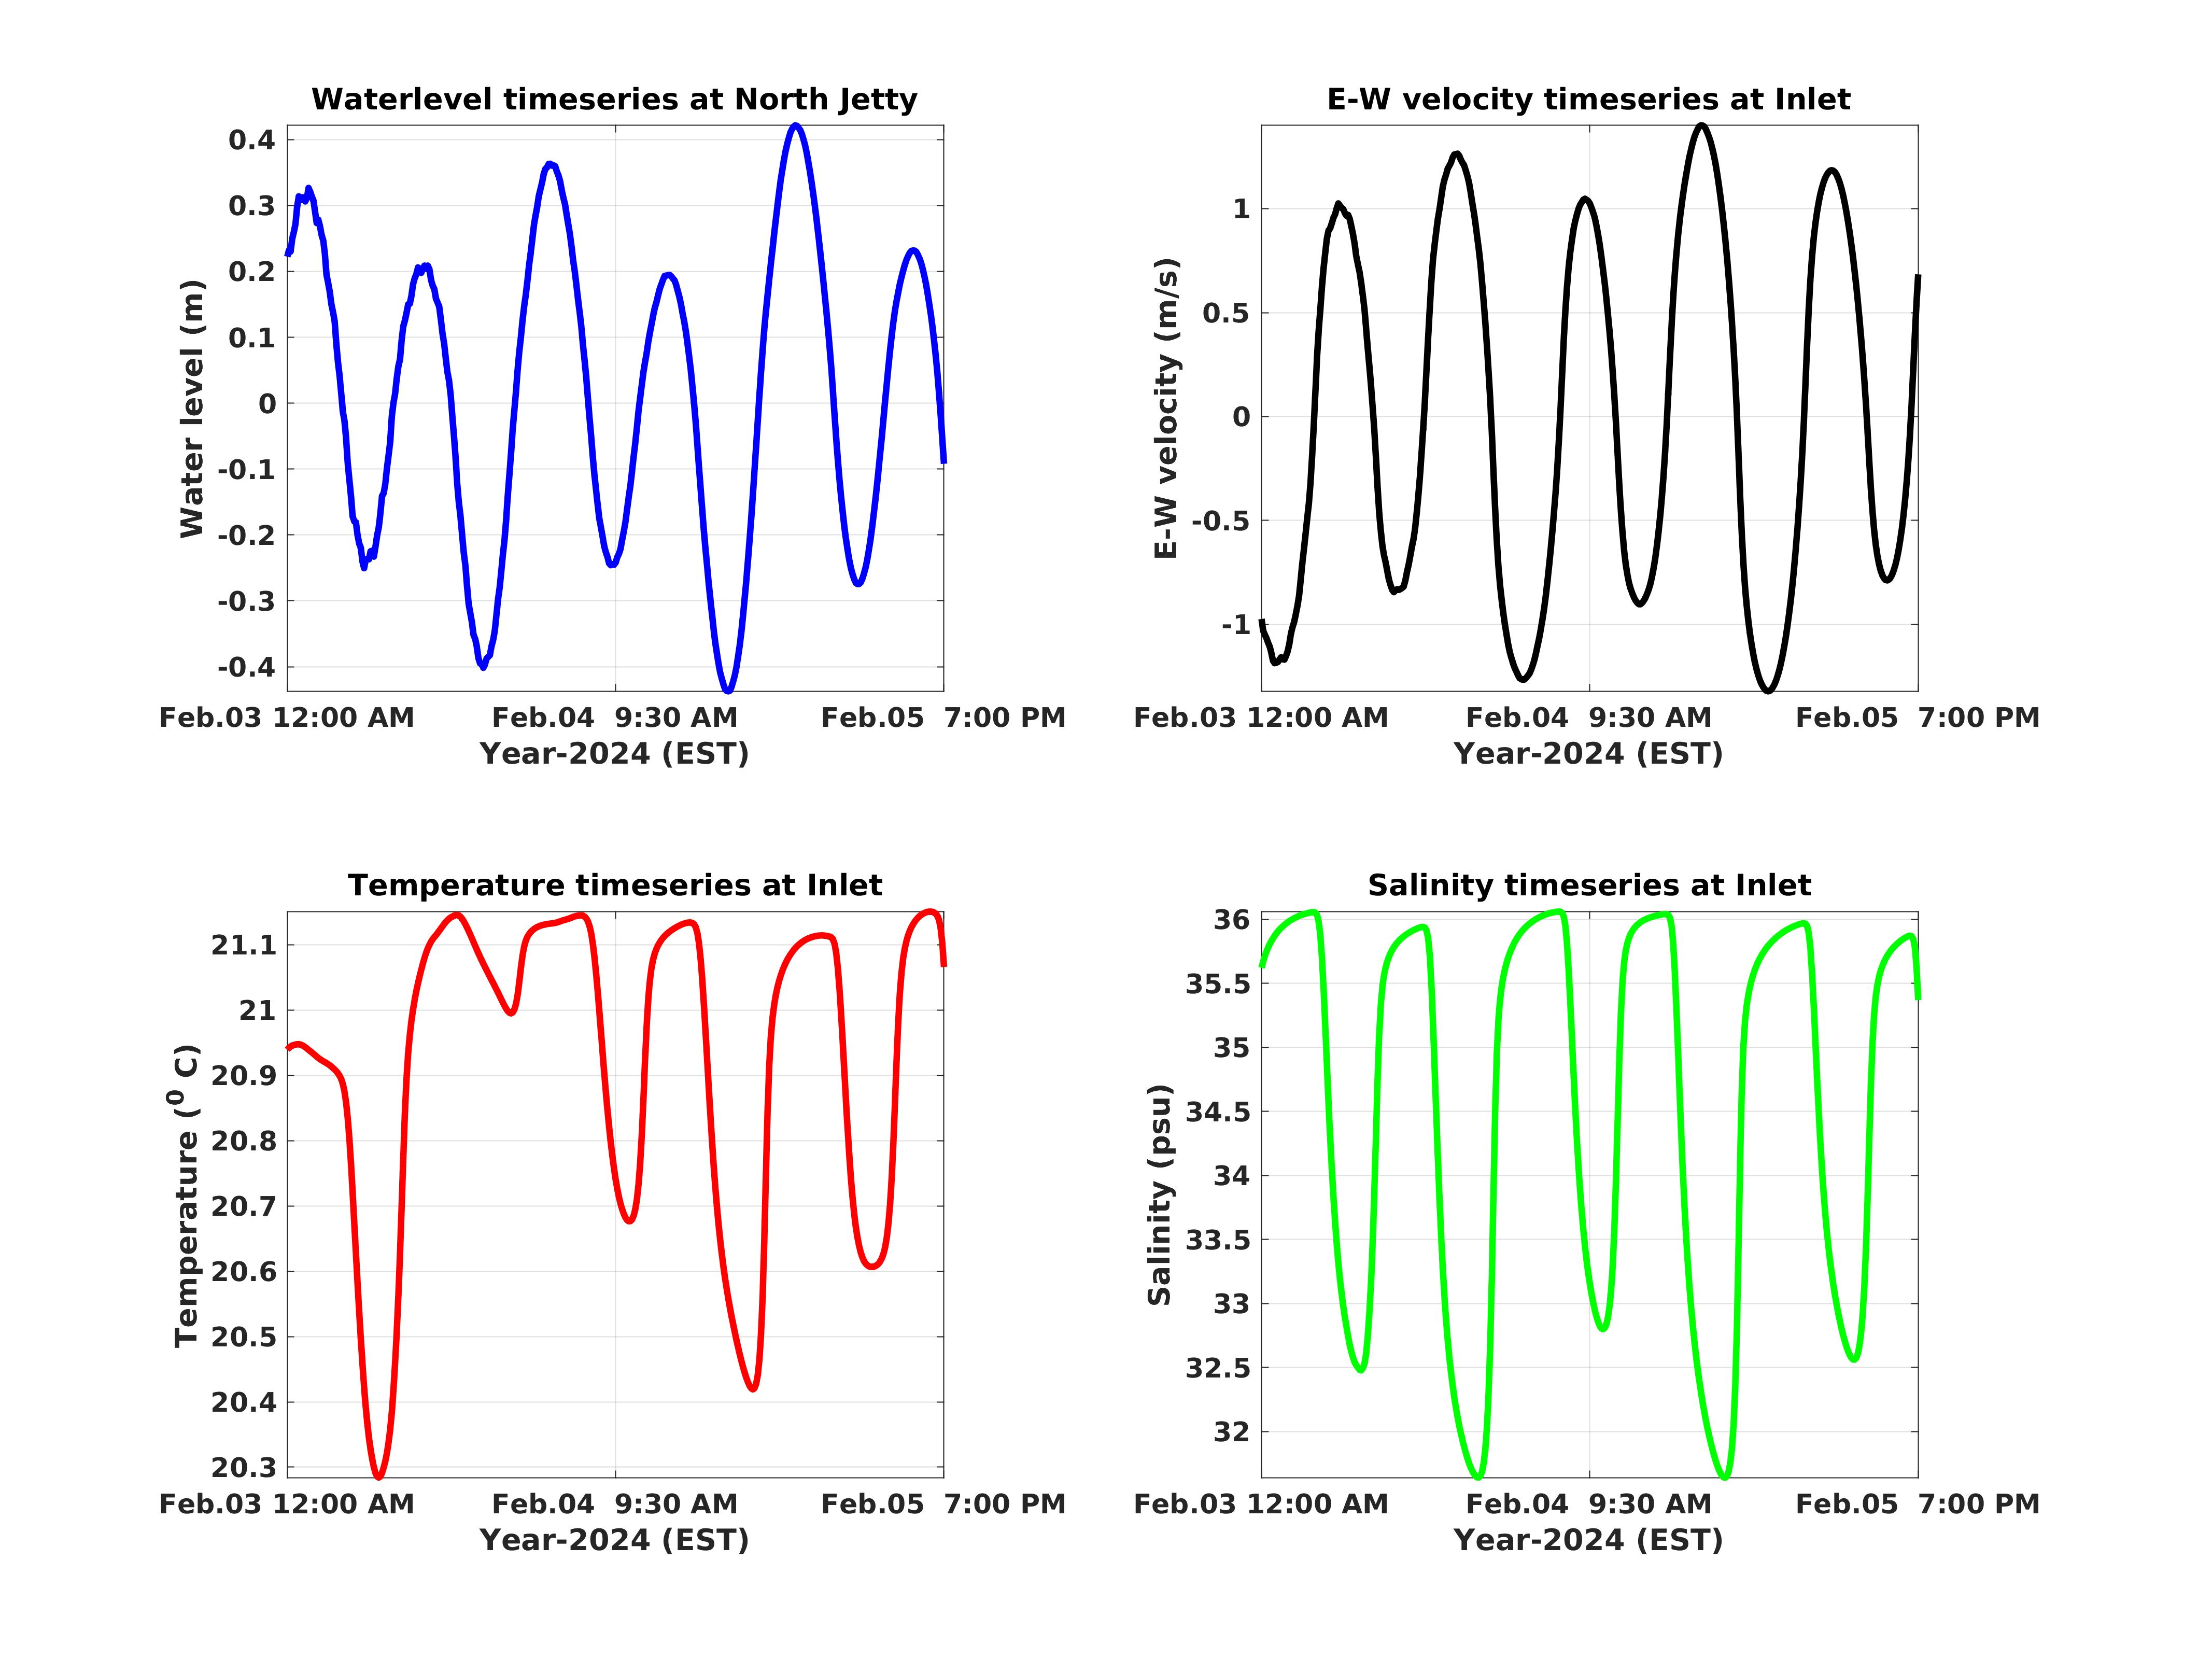 Waterlevel timeseries at North Jetty
Water level (m)
0.4
0.3
0.2
0.1
0
-0.1
-0.2
-0.3
-0.4
Feb.03 12:00 AM
Feb.04  9:30 AM
Feb.05  7:00 PM
Year-2024 (EST)
E-W velocity timeseries at Inlet
E-W velocity (m/s)
1
0.5
0
-0.5
-1
Feb.03 12:00 AM
Feb.04  9:30 AM
Feb.05  7:00 PM
Year-2024 (EST)
Temperature timeseries at Inlet
Temperature (⁰ C)
21.1
21
20.9
20.8
20.7
20.6
20.5
20.4
20.3
Feb.03 12:00 AM
Feb.04  9:30 AM
Feb.05  7:00 PM
Year-2024 (EST)
Salinity timeseries at Inlet
Salinity (psu)
36
35.5
35
34.5
34
33.5
33
32.5
32
Feb.03 12:00 AM
Feb.04  9:30 AM
Feb.05  7:00 PM
Year-2024 (EST)